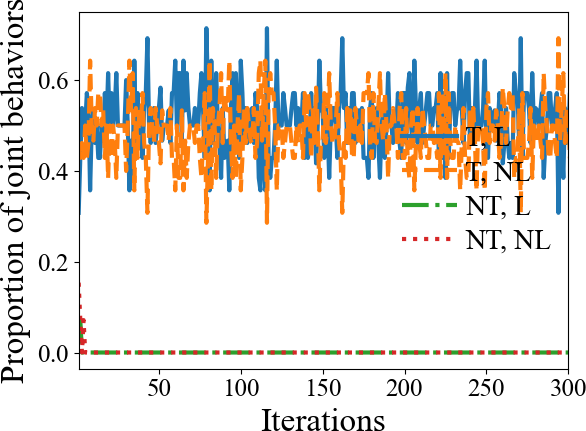 Proportion of joint behaviors
0.6
0.4
0.2
0.0
T, L
T, NL
NT, L
NT, NL
50 100 150 200 250 300
Iterations